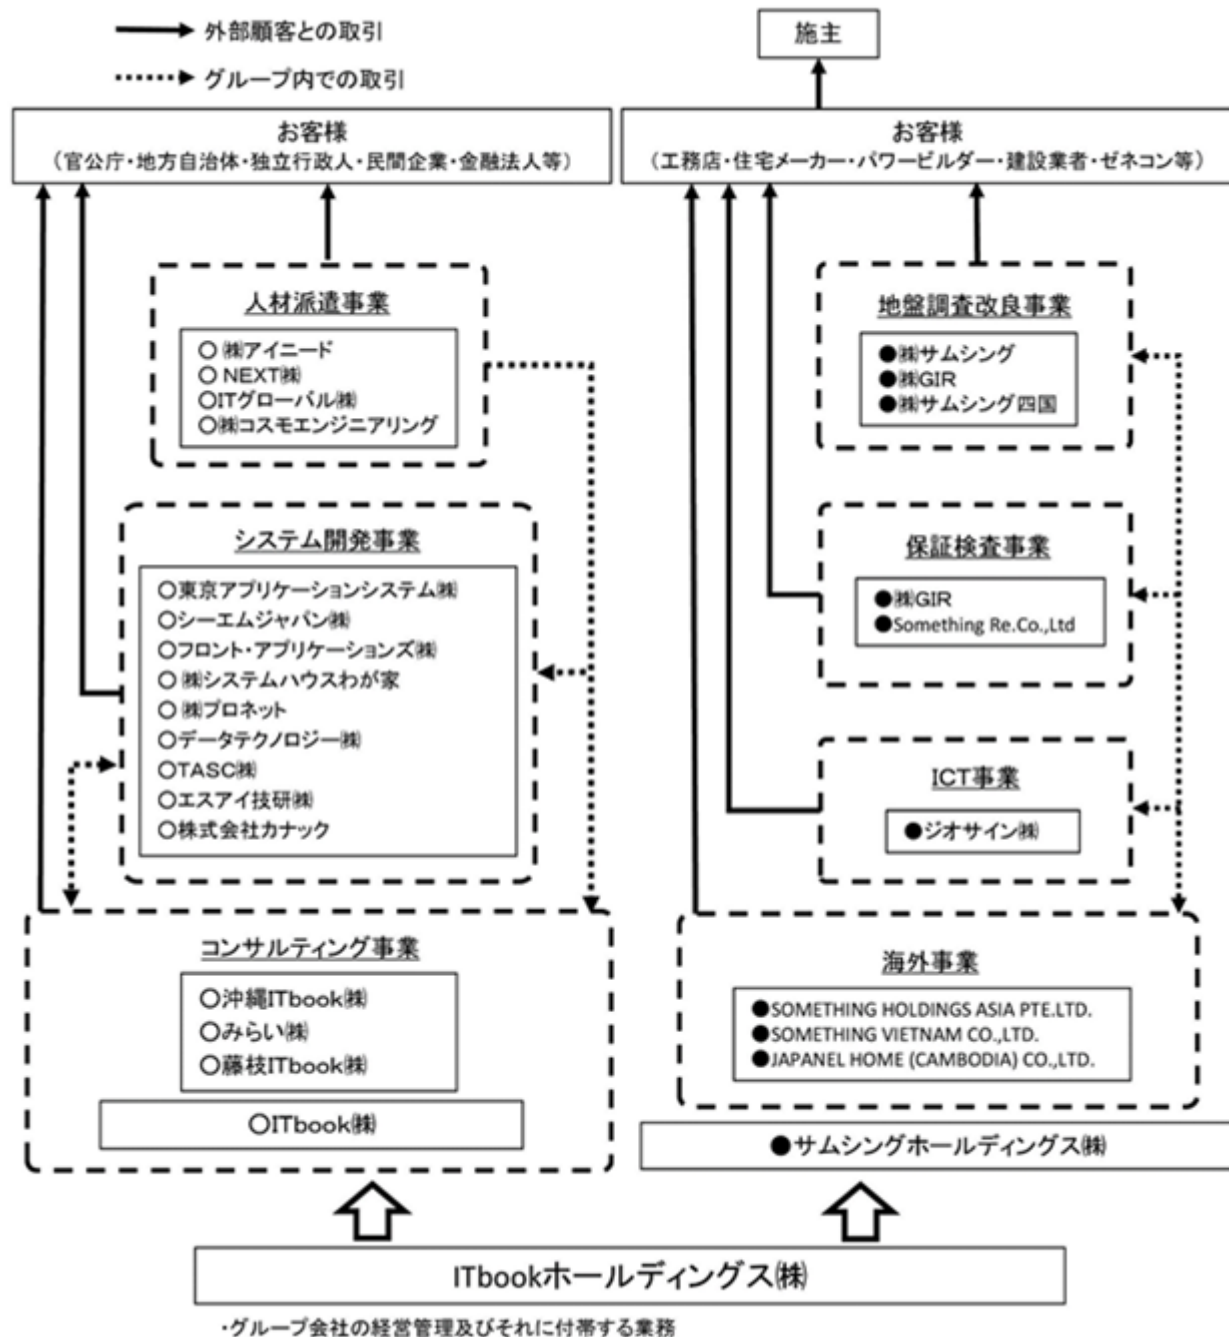 外部顧客との取引
グループ内での取引
施主
お客様
（官公庁・地方自治体・独立行政人・民間企業・金融法人等）
お客様
（工務店・住宅メーカー・パワービルダー・建設業者・ゼネコン等）
人材派遣事業
○㈱アイニード
○ NEXT㈱
○ITグローバル㈱
○㈱コスモエンジニアリング
システム開発事業
○東京アプリケーションシステム㈱
○シーエムジャパン㈱
○フロント・アプリケーションズ㈱
○㈱システムハウスわが家
○㈱プロネット
○データテクノロジー㈱
○TASC㈱
○エスアイ技研㈱
○株式会社カナック
コンサルティング事業
○沖縄ITbook㈱
○みらい㈱
○藤枝ITbook㈱
○ITbook㈱
地盤調査改良事業
●㈱サムシング
●㈱GIR
●㈱サムシング四国
保証検査事業
●㈱GIR
●Something Re.Co.,Ltd
ICT事業
●ジオサイン㈱
海外事業
●SOMETHING HOLDINGS ASIA PTE.LTD.
●SOMETHING VIETNAM CO.,LTD.
●JAPANEL HOME (CAMBODIA) CO.,LTD.
●サムシングホールディングス㈱
ITbookホールディングス㈱
・グループ会社の経営管理及びそれに付帯する業務